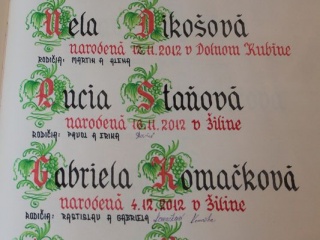 Nela Dikošová
narodená 12.11.2012 v Dolnom Kubíne
RODIČIA: MARTIN A ALENA
Lucia Staňová
narodená 16.11.2012 v Žiline
RODIČIA: PAVOL A ERIKA
Gabriela Komačková
narodená 4.12.2012 v Žiline
RODIČIA: RASTISLAV A GABRIELA